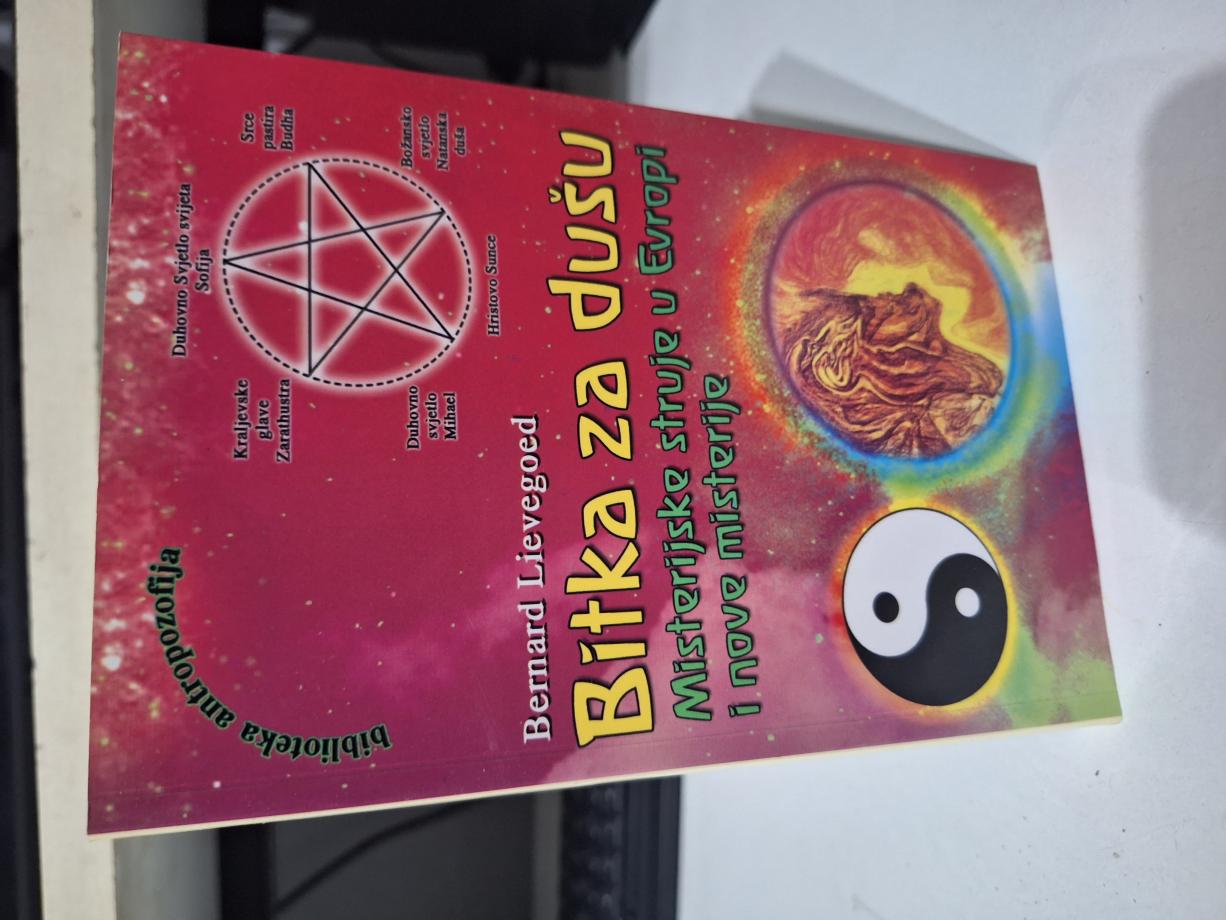 biblioteka antropozofija
Duhovno Svjetlo svijeta
Sofija
Kraljevske
glave
Zarathustra
Srce
pastira
Budha
Duhovno
svjetlo
Mihael
Božansko
svjetlo
Natanska
duša
Hristovo Sunce
Bernard Lievegoed
Bitka za dušu
Misterijske struje u Evropi
i nove misterije